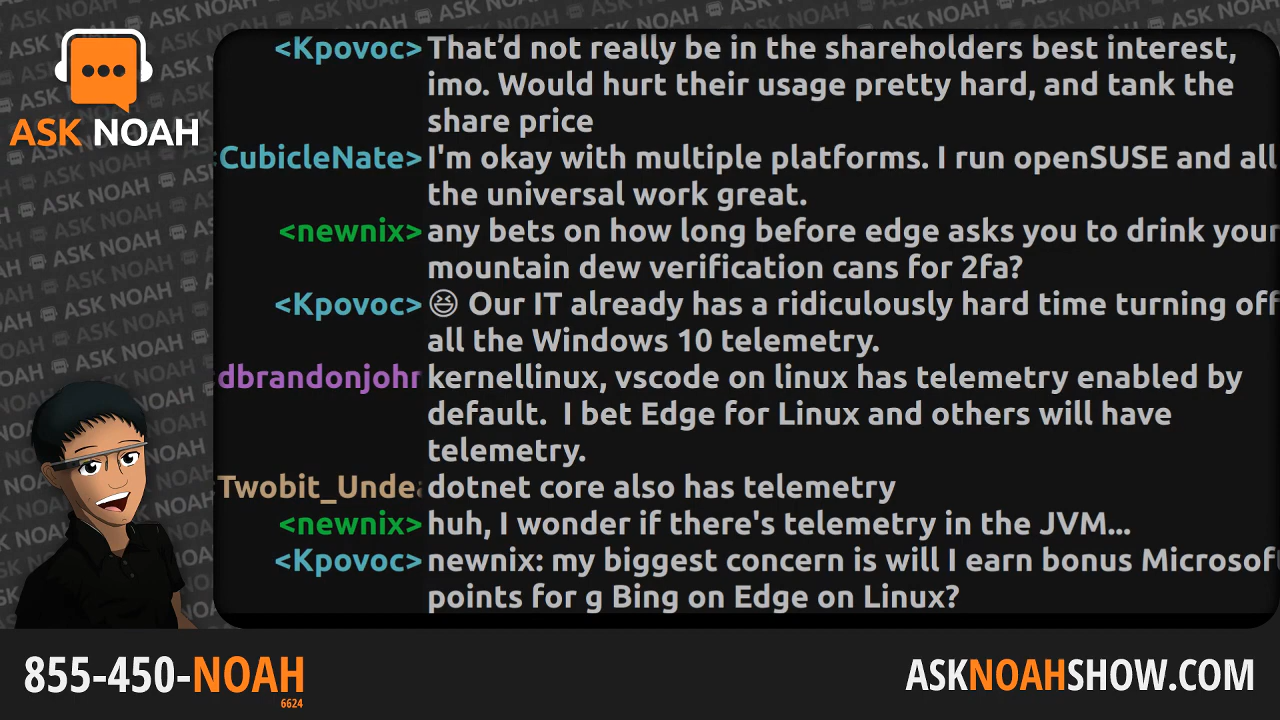 ASK NOAH
<Kpovoc> That’d not really be in the shareholders best interest,
imo. Would hurt their usage pretty hard, and tank the
share price
CubicleNate> I'm okay with multiple platforms. I run openSUSE and all
the universal work great.
<newnix> any bets on how long before edge asks you to drink your
mountain dew verification cans for 2fa?
<Kpovoc> 😆 Our IT already has a ridiculously hard time turning off
all the Windows 10 telemetry.
dbrandonjohn kernellinux, vscode on linux has telemetry enabled by
default.  I bet Edge for Linux and others will have
telemetry.
Twobit_Unde dotnet core also has telemetry
<newnix> huh, I wonder if there's telemetry in the JVM...
<Kpovoc> newnix: my biggest concern is will I earn bonus Microsoft
points for g Bing on Edge on Linux?
855-450-NOAH
6624
ASKNOAHSHOW.COM